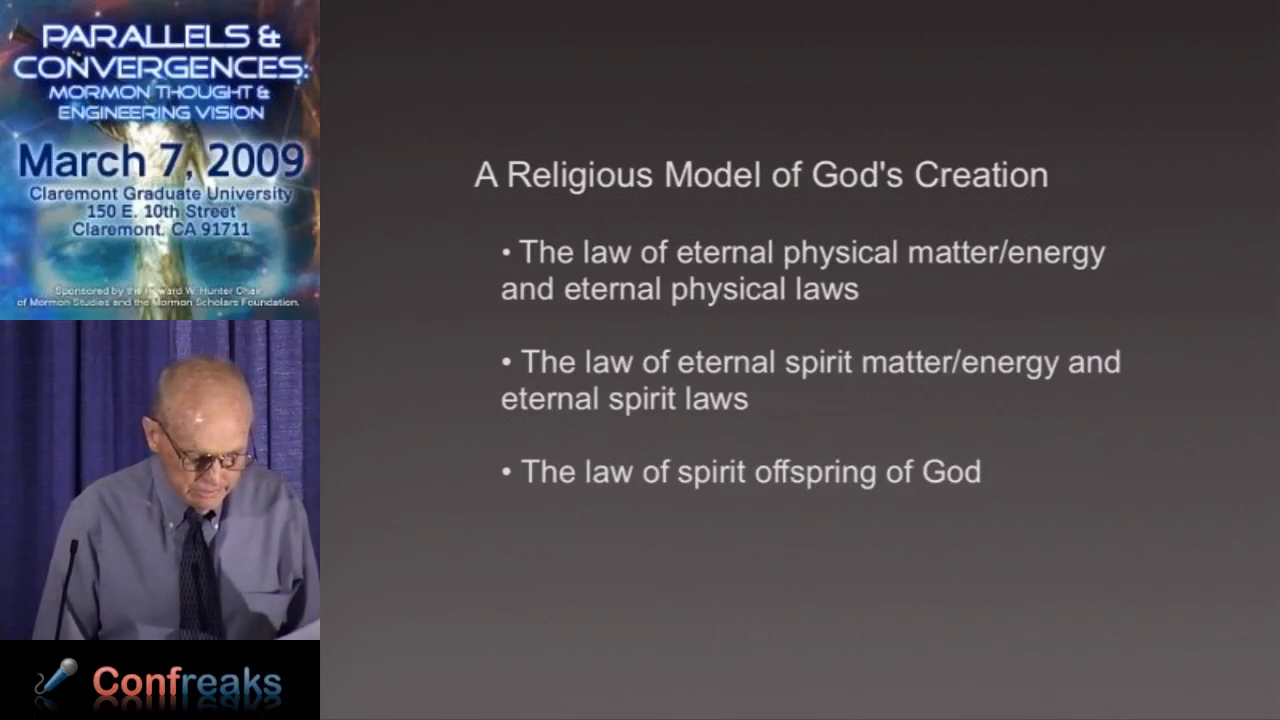 PARALLELS &
CONVERGENCES:
MORMON THOUGHT &
ENGINEERING VISION
March 7, 2009
Claremont Graduate University
150 E. 10th Street
Claremont, CA 91711
Sponsored by the Howard W. Hunter Chair
of Mormon Studies and the Mormon Scholars Foundation.
Confreaks
A Religious Model of God's Creation
• The law of eternal physical matter/energy
and eternal physical laws
• The law of eternal spirit matter/energy and
eternal spirit laws
• The law of spirit offspring of God